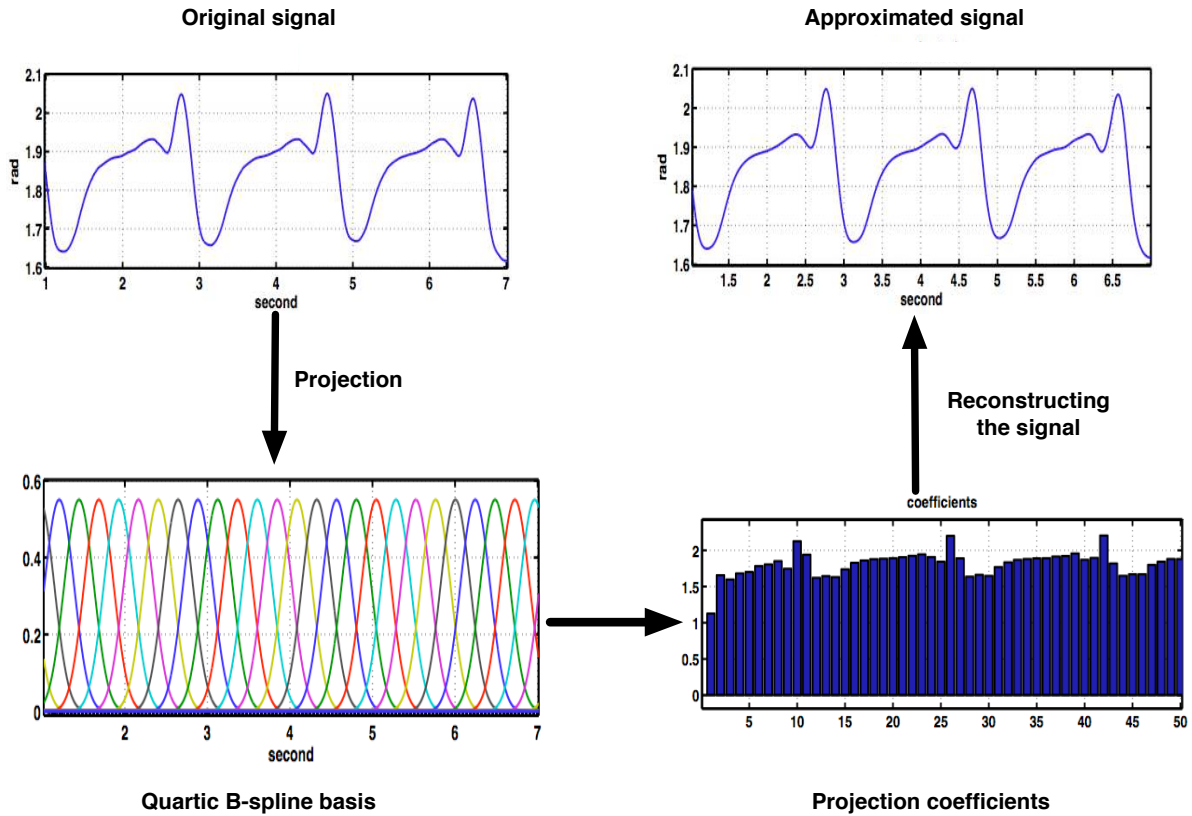 Original signal
Approximated signal
2.1
2
1.9
1.8
1.7
1.6
rad
1 2 3 4 5 6 7
second
2.1
2
1.9
1.8
1.7
1.6
rad
1.5 2 2.5 3 3.5 4 4.5 5 5.5 6 6.5
second
Projection
Reconstructing
the signal
0.6
0.4
0.2
0
2 3 4 5 6 7
second
coefficients
2
1.5
1
0.5
0
5 10 15 20 25 30 35 40 45 50
Quartic B-spline basis
Projection coefficients